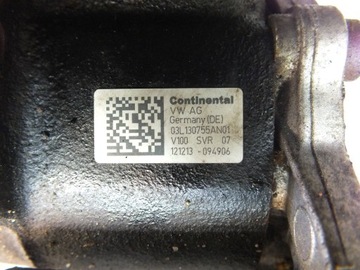 Continental
VW AG
Germany(DE)
03L130755AN01
V100 SVR 07
121213 -094906